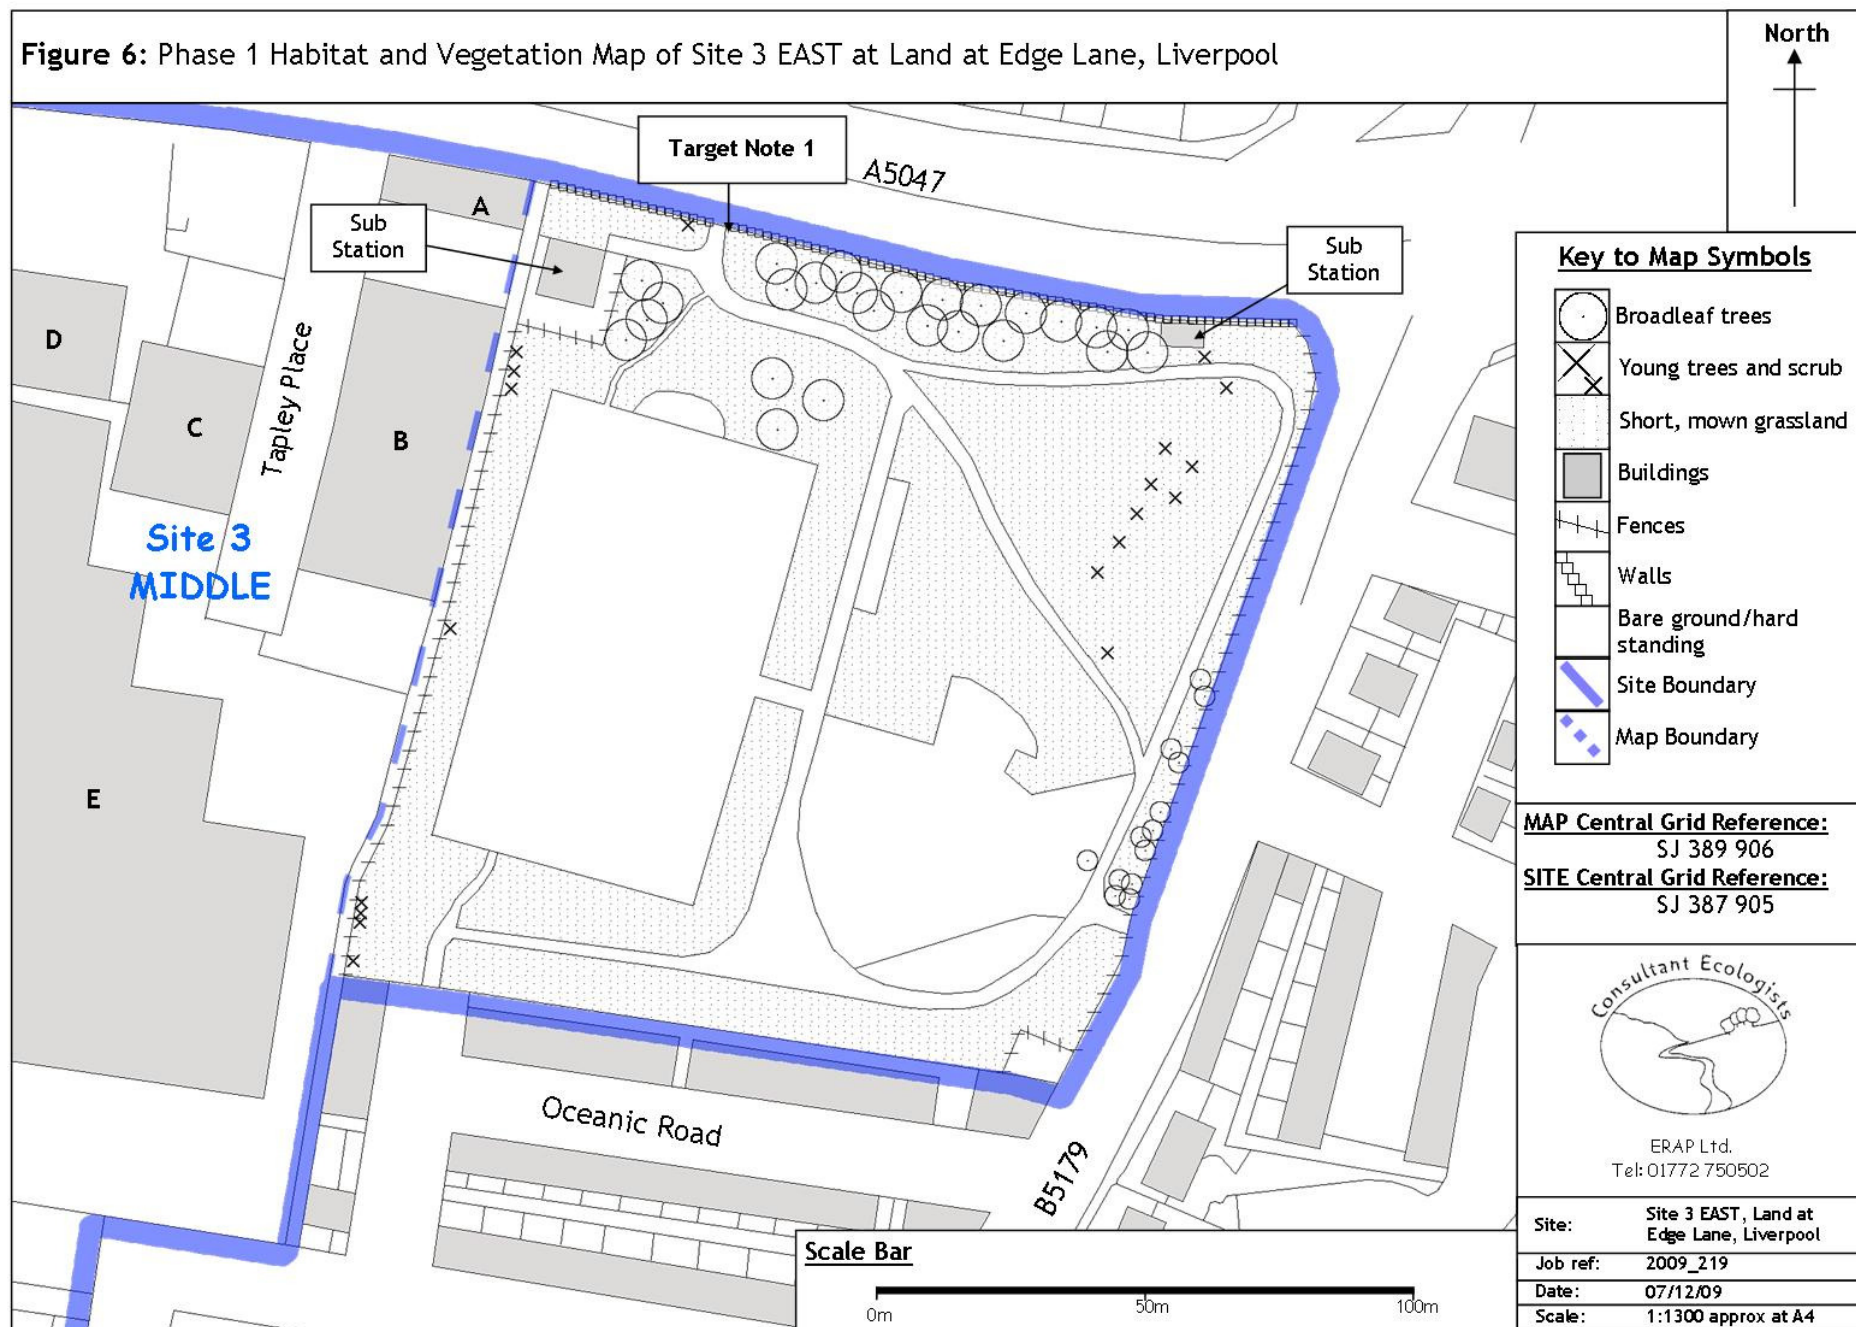 Figure 6: Phase 1 Habitat and Vegetation Map of Site 3 EAST at Land at Edge Lane, Liverpool
North
Target Note 1
A5047
A
Sub
Station
Sub
Station
D
C
Tapley Place
B
Site 3
MIDDLE
E
Oceanic Road
B5179
Key to Map Symbols
Broadleaf trees
Young trees and scrub
Short, mown grassland
Buildings
Fences
Walls
Bare ground/hard
standing
Site Boundary
Map Boundary
MAP Central Grid Reference:
SJ 389 906
SITE Central Grid Reference:
SJ 387 905
Consultant Ecologists
ERAP Ltd.
Tel: 01772 750502
Site: Site 3 EAST, Land at
Edge Lane, Liverpool
Job ref: 2009_219
Date: 07/12/09
Scale: 1:1300 approx at A4
Scale Bar
0m 50m 100m